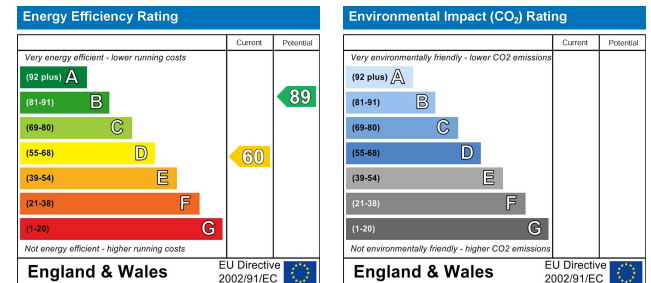 Energy Efficiency Rating
Current Potential
Very energy efficient - lower running costs
(92 plus) A
(81-91) B
89
(69-80) C
(55-68) D
60
(39-54) E
(21-38) F
(1-20) G
Not energy efficient - higher running costs
England & Wales
EU Directive
2002/91/EC
Environmental Impact (CO₂) Rating
Current Potential
Very environmentally friendly - lower CO2 emissions
(92 plus) A
(81-91) B
(69-80) C
(55-68) D
(39-54) E
(21-38) F
(1-20) G
Not environmentally friendly - higher CO2 emissions
England & Wales
EU Directive
2002/91/EC